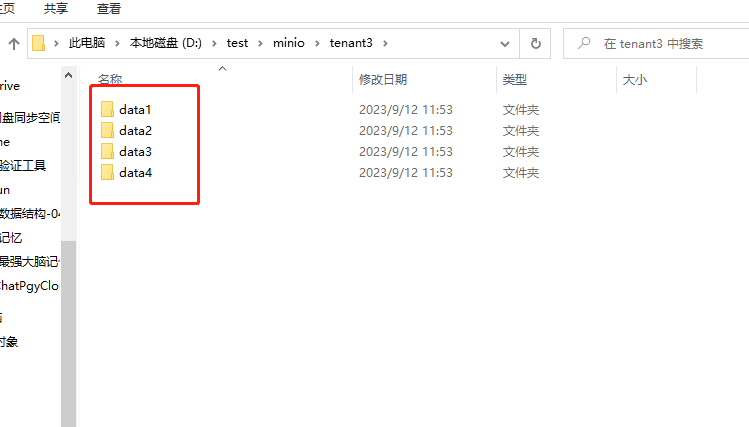 主页 共享 查看
此电脑 本地磁盘 (D:) test minio tenant3 在 tenant3 中搜索
名称 修改日期 类型 大小
data1 2023/9/12 11:53 文件夹
data2 2023/9/12 11:53 文件夹
data3 2023/9/12 11:53 文件夹
data4 2023/9/12 11:53 文件夹
rive
盘同步空间
ne
验证工具
un
数据结构-04
记忆
最强大脑记
ChatPgyClo
对象